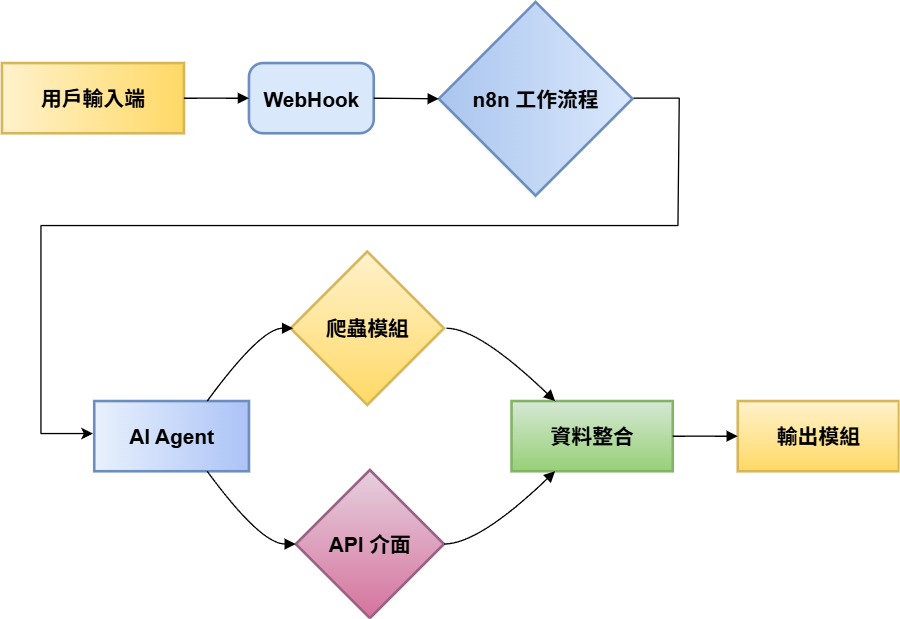 用戶輸入端
WebHook
n8n 工作流程
爬蟲模組
AI Agent
資料整合
輸出模組
API 介面